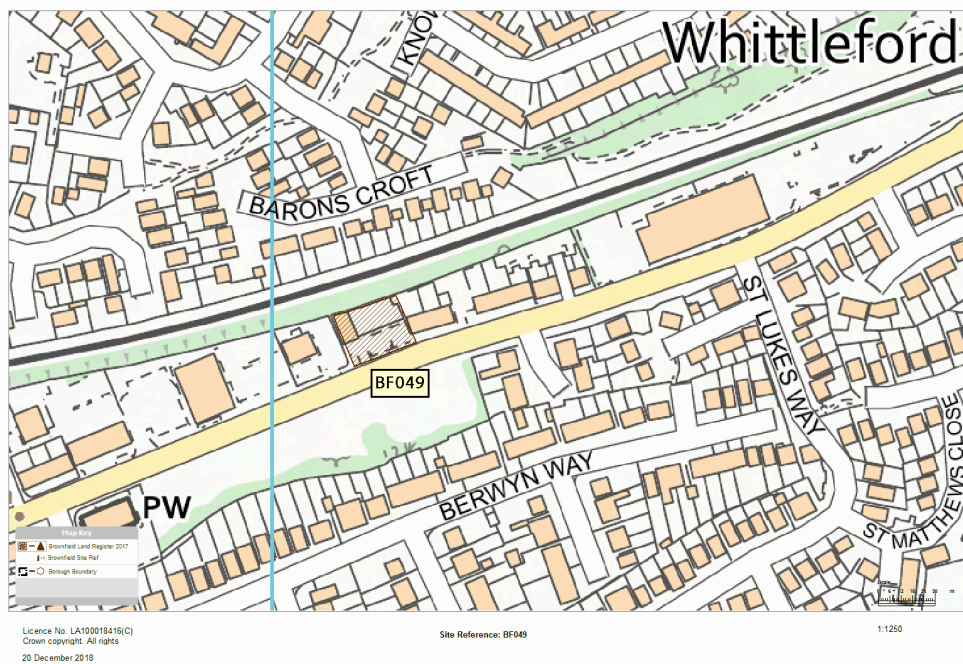 Whittleford
KNOW
BARONS CROFT
ST LUKES WAY
BF049
BERWYN WAY
ST MATTHEWS CLOSE
PW
Map Key
Brownfield Land Register 2017
Brownfield Site Ref
Borough Boundary
Licence No. LA100018416(C)
Crown copyright. All rights
20 December 2018
Site Reference: BF049
1:1250